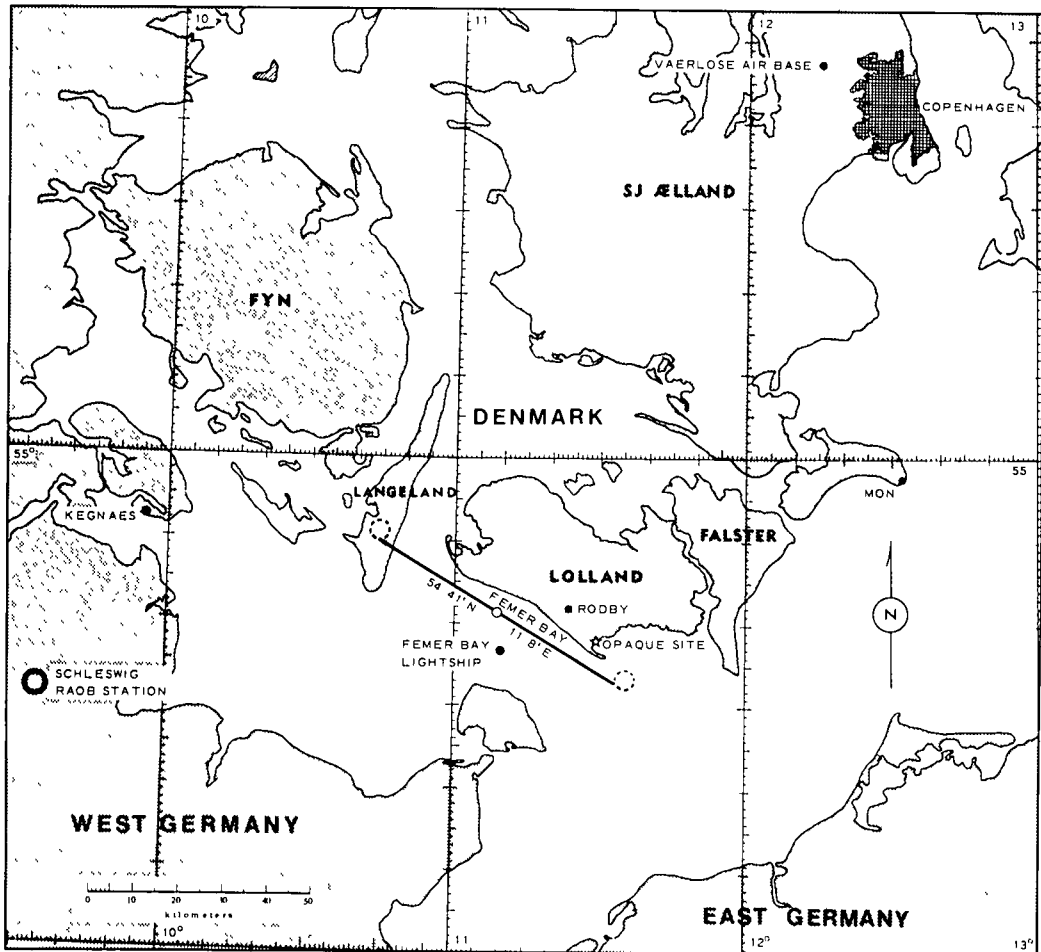 10
11
12
13
VAERLOSE AIR BASE
COPENHAGEN
SJ ÆLLAND
FYN
DENMARK
55°
55
LANGELAND
MON
KEGNAES
FALSTER
LOLLAND
54 41' N
FEMER BAY
RODBY
11 8' E
OPAQUE SITE
FEMER BAY
LIGHTSHIP
N
SCHLESWIG
RAOB STATION
WEST GERMANY
0 10 20 30 40 50
kilometers
EAST GERMANY
10°
11
12°
13°